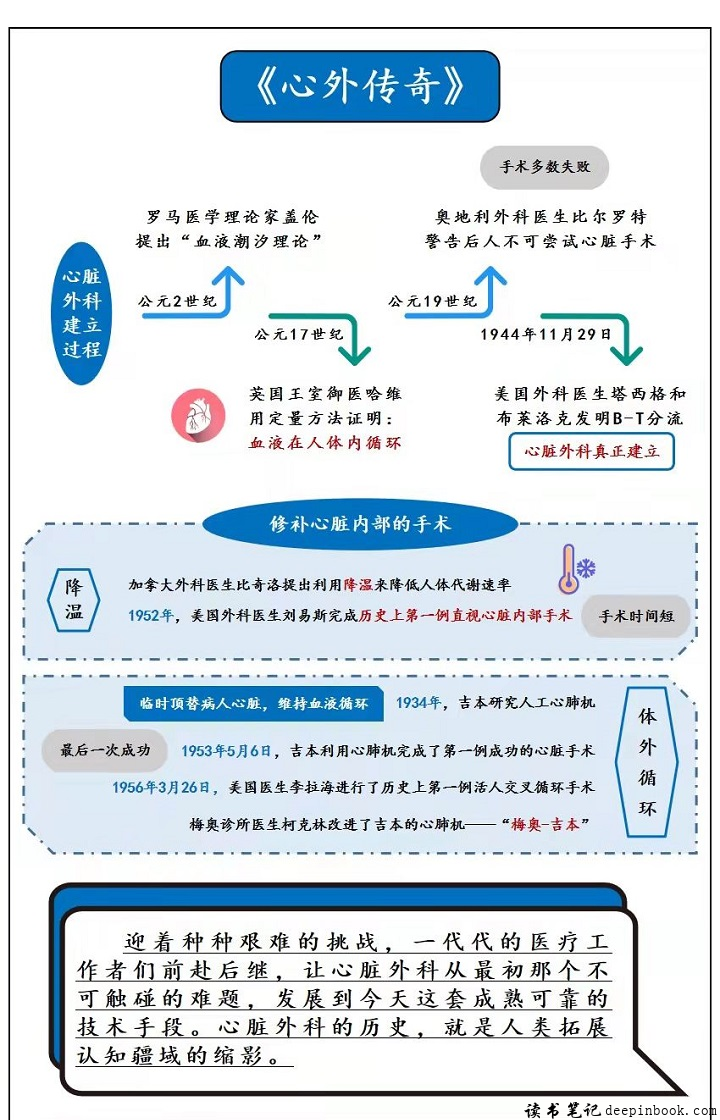 《心外传奇》
手术多数失败
罗马医学理论家盖伦
提出“血液潮汐理论”
奥地利外科医生比尔罗特
警告后人不可尝试心脏手术
心脏
外科
建立
过程
公元2世纪
公元17世纪
公元19世纪
1944年11月29日
英国王室御医哈维
用定量方法证明：
血液在人体内循环
美国外科医生塔西格和
布莱洛克发明B-T分流
心脏外科真正建立
修补心脏内部的手术
降
温
加拿大外科医生比奇洛提出利用降温来降低人体代谢速率
1952年，美国外科医生刘易斯完成历史上第一例直视心脏内部手术
手术时间短
临时顶替病人心脏，维持血液循环
1934年，吉本研究人工心肺机
最后一次成功
1953年5月6日，吉本利用心肺机完成了第一例成功的心脏手术
1956年3月26日，美国医生李拉海进行了历史上第一例活人交叉循环手术
梅奥诊所医生柯克林改进了吉本的心肺机——“梅奥-吉本”
体
外
循
环
迎着种种艰难的挑战，一代代的医疗工
作者们前赴后继，让心脏外科从最初那个不
可触碰的难题，发展到今天这套成熟可靠的
技术手段。心脏外科的历史，就是人类拓展
认知疆域的缩影。
读书笔记deepinbook.com